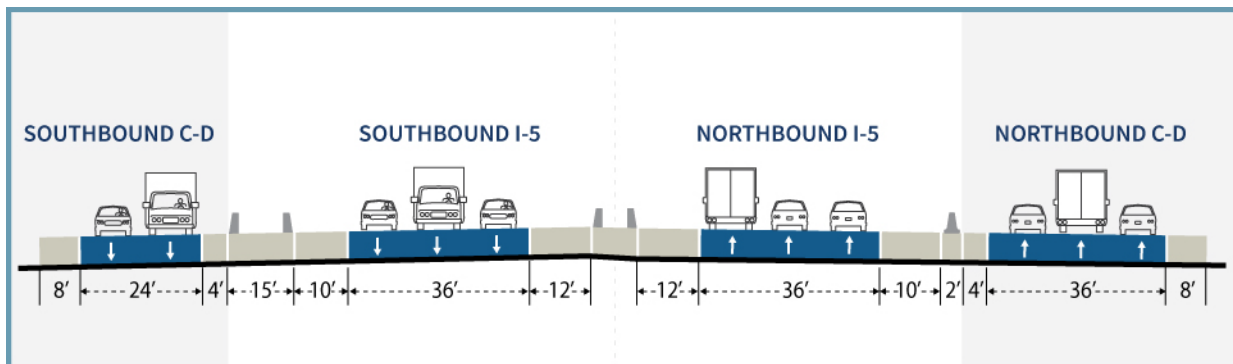 SOUTHBOUND C-D SOUTHBOUND I-5 NORTHBOUND I-5 NORTHBOUND C-D
8′ 24′ 4′ 15′ 10′ 36′ 12′ 12′ 36′ 10′ 2′ 4′ 36′ 8′